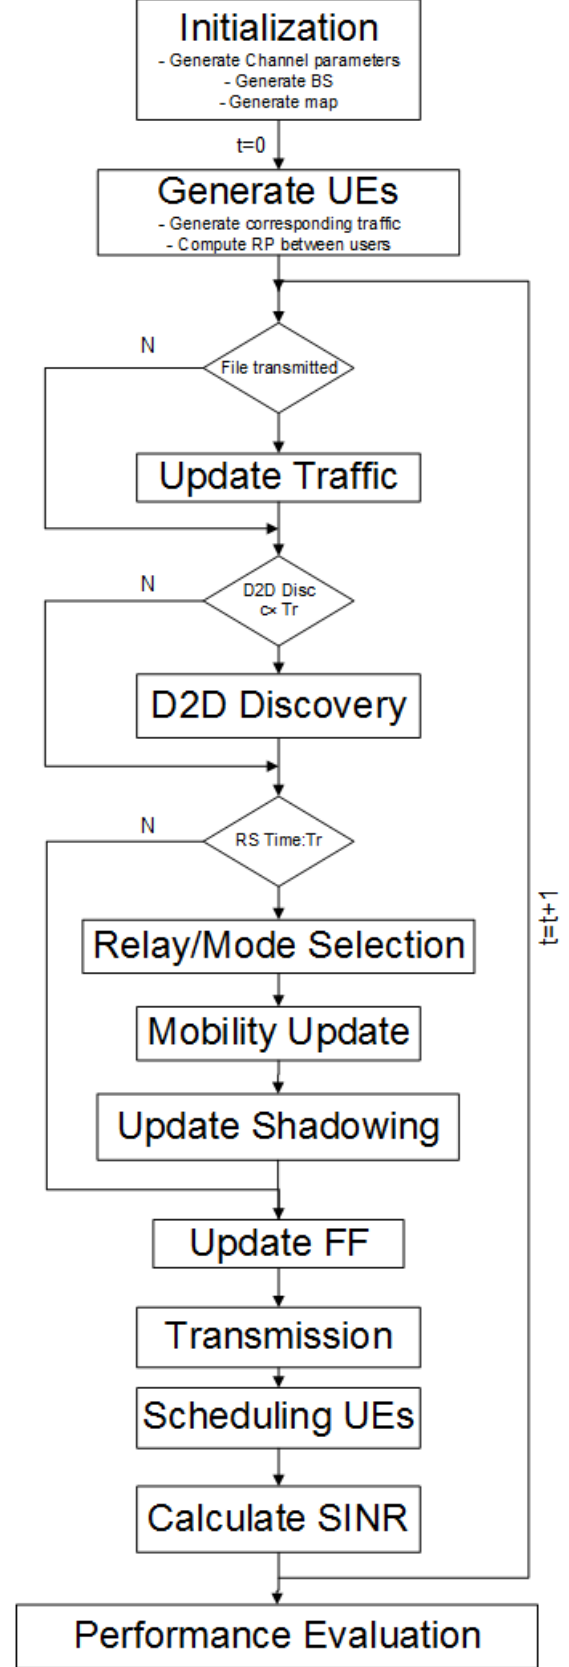 Initialization
- Generate Channel parameters
- Generate BS
- Generate map
t=0
Generate UEs
- Generate corresponding traffic
- Compute RP between users
N
File transmitted
Update Traffic
N
D2D Disc
Tr
D2D Discovery
N
RS Time:Tr
t=t+1
Relay/Mode Selection
Mobility Update
Update Shadowing
Update FF
Transmission
Scheduling UEs
Calculate SINR
Performance Evaluation